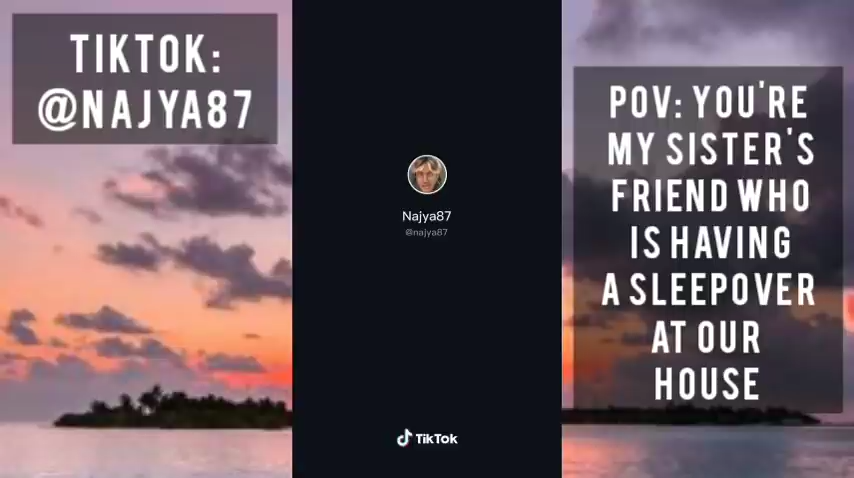 TIKTOK:
@NAJYA87
Najya87
@najya87
TikTok
POV: YOU'RE
MY SISTER'S
FRIEND WHO
IS HAVING
A SLEEPOVER
AT OUR
HOUSE